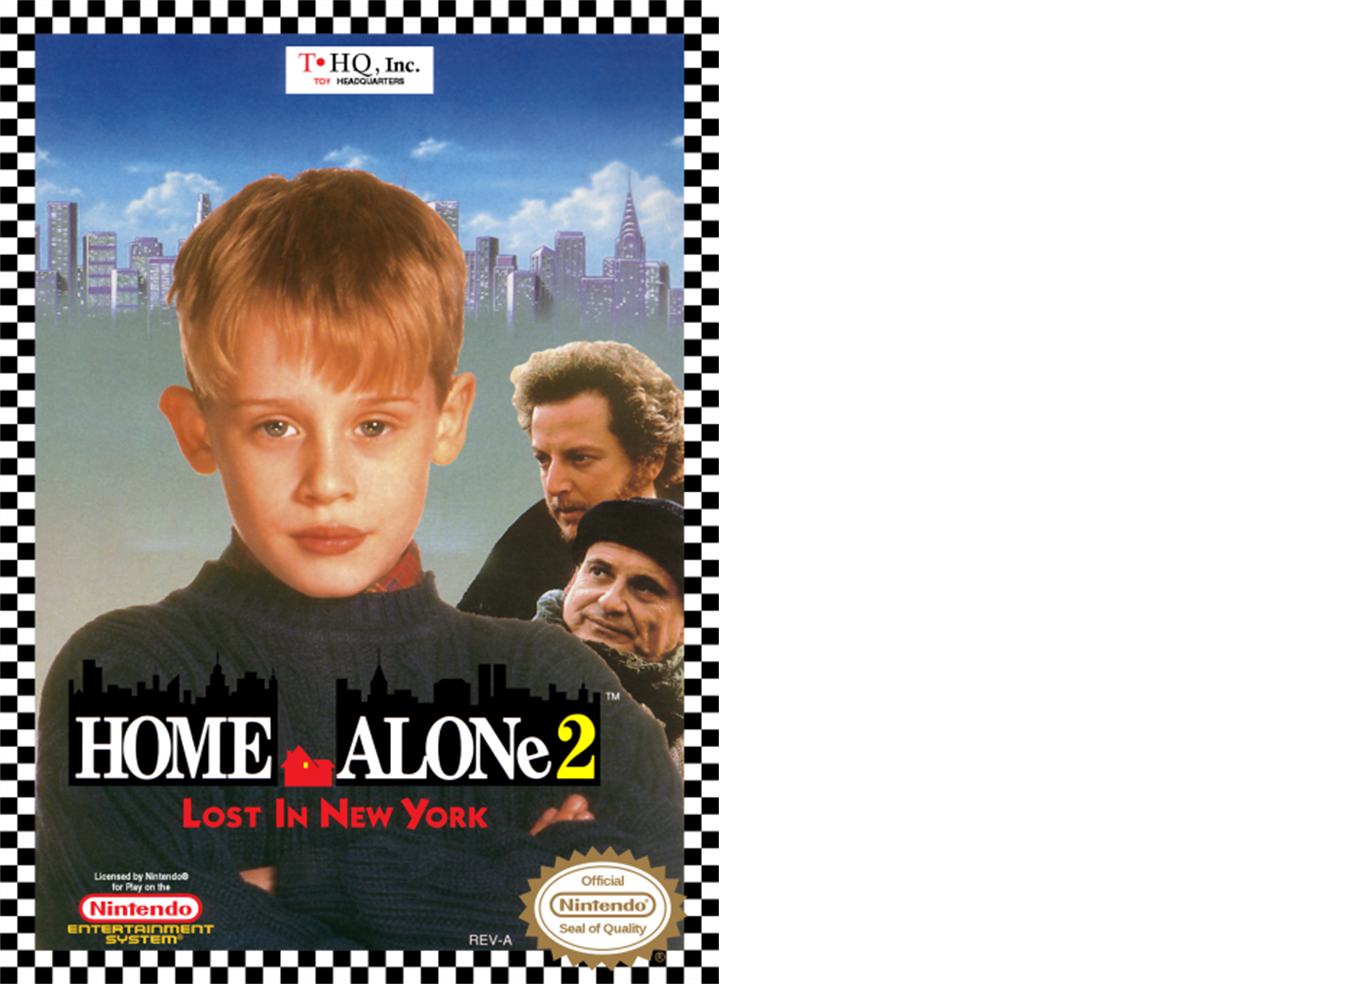 T•HQ, Inc.
TOY HEADQUARTERS
HOME ALONe 2
TM
LOST IN NEW YORK
Licensed by Nintendo®
for Play on the
Nintendo
ENTERTAINMENT
SYSTEM®
REV-A
Official
Nintendo®
Seal of Quality
®